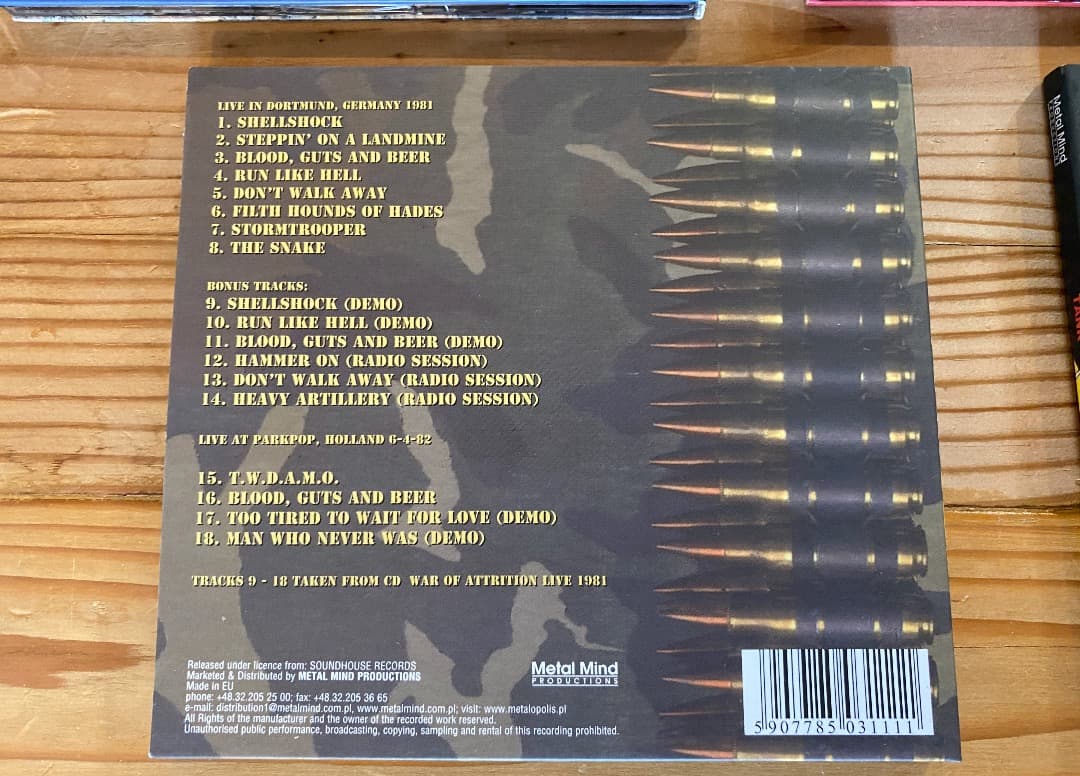 LIVE IN DORTMUND, GERMANY 1981
1. SHELLSHOCK
2. STEPPIN' ON A LANDMINE
3. BLOOD, GUTS AND BEER
4. RUN LIKE HELL
5. DON'T WALK AWAY
6. FILTH HOUNDS OF HADES
7. STORMTROOPER
8. THE SNAKE
BONUS TRACKS:
9. SHELLSHOCK (DEMO)
10. RUN LIKE HELL (DEMO)
11. BLOOD, GUTS AND BEER (DEMO)
12. HAMMER ON (RADIO SESSION)
13. DON'T WALK AWAY (RADIO SESSION)
14. HEAVY ARTILLERY (RADIO SESSION)
LIVE AT PARKPOP, HOLLAND 6-4-82
15. T.W.D.A.M.O.
16. BLOOD, GUTS AND BEER
17. TOO TIRED TO WAIT FOR LOVE (DEMO)
18. MAN WHO NEVER WAS (DEMO)
TRACKS 9 - 18 TAKEN FROM CD WAR OF ATTRITION LIVE 1981
Released under licence from: SOUNDHOUSE RECORDS
Marketed & Distributed by METAL MIND PRODUCTIONS
Made in EU
phone: +48.32.205 25 00; fax: +48.32.205 36 65
e-mail: distribution1@metalmind.com.pl, www.metalmind.com.pl; visit: www.metalopolis.pl
All Rights of the manufacturer and the owner of the recorded work reserved.
Unauthorised public performance, broadcasting, copying, sampling and rental of this recording prohibited.
Metal Mind
PRODUCTIONS
5 907785 031111
Metal Mind
PRODUCTIONS